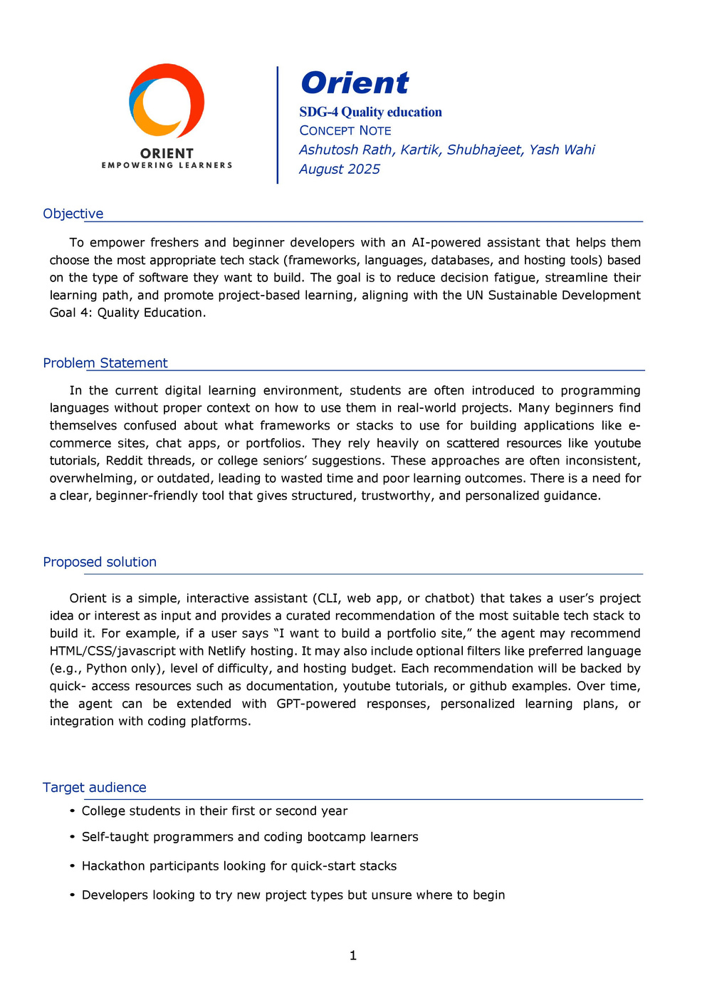 ORIENT
EMPOWERING LEARNERS
Orient
SDG-4 Quality education
CONCEPT NOTE
Ashutosh Rath, Kartik, Shubhajeet, Yash Wahi
August 2025
Objective
To empower freshers and beginner developers with an AI-powered assistant that helps them
choose the most appropriate tech stack (frameworks, languages, databases, and hosting tools) based
on the type of software they want to build. The goal is to reduce decision fatigue, streamline their
learning path, and promote project-based learning, aligning with the UN Sustainable Development
Goal 4: Quality Education.
Problem Statement
In the current digital learning environment, students are often introduced to programming
languages without proper context on how to use them in real-world projects. Many beginners find
themselves confused about what frameworks or stacks to use for building applications like e-
commerce sites, chat apps, or portfolios. They rely heavily on scattered resources like youtube
tutorials, Reddit threads, or college seniors’ suggestions. These approaches are often inconsistent,
overwhelming, or outdated, leading to wasted time and poor learning outcomes. There is a need for
a clear, beginner-friendly tool that gives structured, trustworthy, and personalized guidance.
Proposed solution
Orient is a simple, interactive assistant (CLI, web app, or chatbot) that takes a user’s project
idea or interest as input and provides a curated recommendation of the most suitable tech stack to
build it. For example, if a user says “I want to build a portfolio site,” the agent may recommend
HTML/CSS/javascript with Netlify hosting. It may also include optional filters like preferred language
(e.g., Python only), level of difficulty, and hosting budget. Each recommendation will be backed by
quick- access resources such as documentation, youtube tutorials, or github examples. Over time,
the agent can be extended with GPT-powered responses, personalized learning plans, or
integration with coding platforms.
Target audience
• College students in their first or second year
• Self-taught programmers and coding bootcamp learners
• Hackathon participants looking for quick-start stacks
• Developers looking to try new project types but unsure where to begin
1